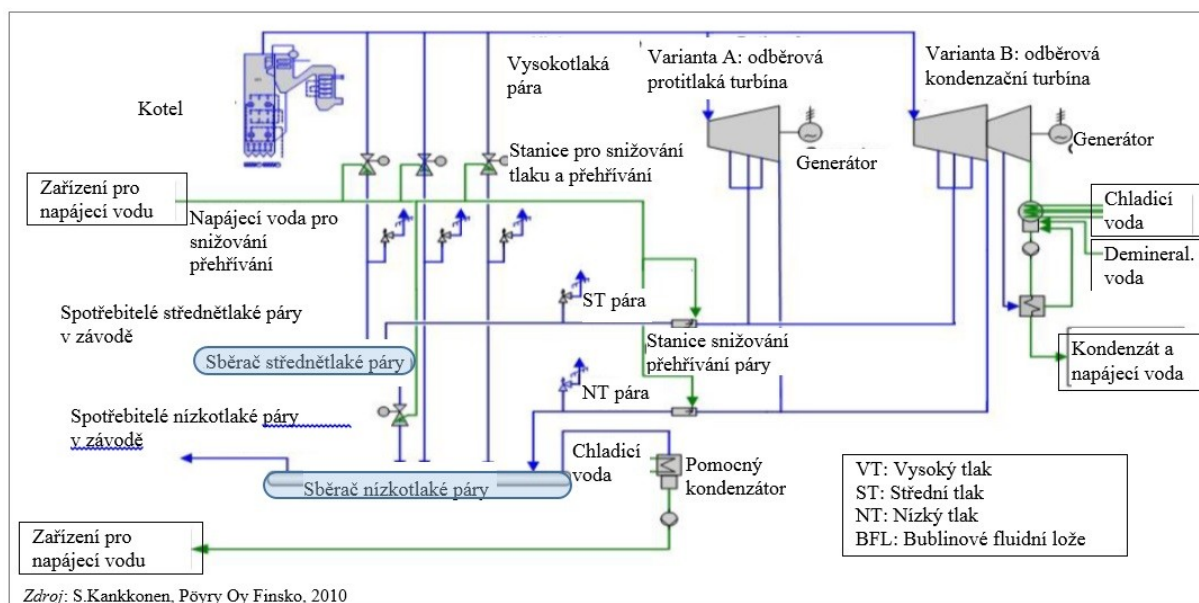 Kotel
Vysokotlaká
pára
Varianta A: odběrová
protitlaká turbína
Varianta B: odběrová
kondenzační turbína
Generátor
Generátor
Stanice pro snižování
tlaku a přehřívání
Zařízení pro
napájecí vodu
Napájecí voda pro
snižování
přehřívání
Chladicí
voda
Demineral.
voda
ST pára
Spotřebitelé střednětlaké páry
v závodě
Sběrač střednětlaké páry
Stanice snižování
přehřívání páry
Kondenzát a
napájecí voda
NT pára
Spotřebitelé nízkotlaké páry
v závodě
Chladicí
voda
Pomocný
kondenzátor
Sběrač nízkotlaké páry
VT: Vysoký tlak
ST: Střední tlak
NT: Nízký tlak
BFL: Bublinové fluidní lože
Zařízení pro
napájecí vodu
Zdroj: S.Kankkonen, Pöyry Oy Finsko, 2010